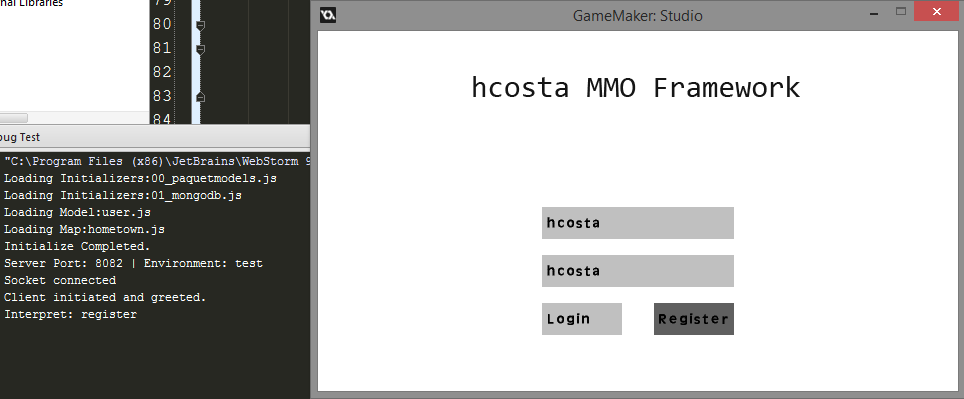 nal Libraries
79
80
81
82
83
84
bug Test
"C:\Program Files (x86)\JetBrains\WebStorm 9
Loading Initializers:00_paquetmodels.js
Loading Initializers:01_mongodb.js
Loading Model:user.js
Loading Map:hometown.js
Initialize Completed.
Server Port: 8082 | Environment: test
Socket connected
Client initiated and greeted.
Interpret: register
GameMaker: Studio
hcosta MMO Framework
hcosta
hcosta
Login
Register